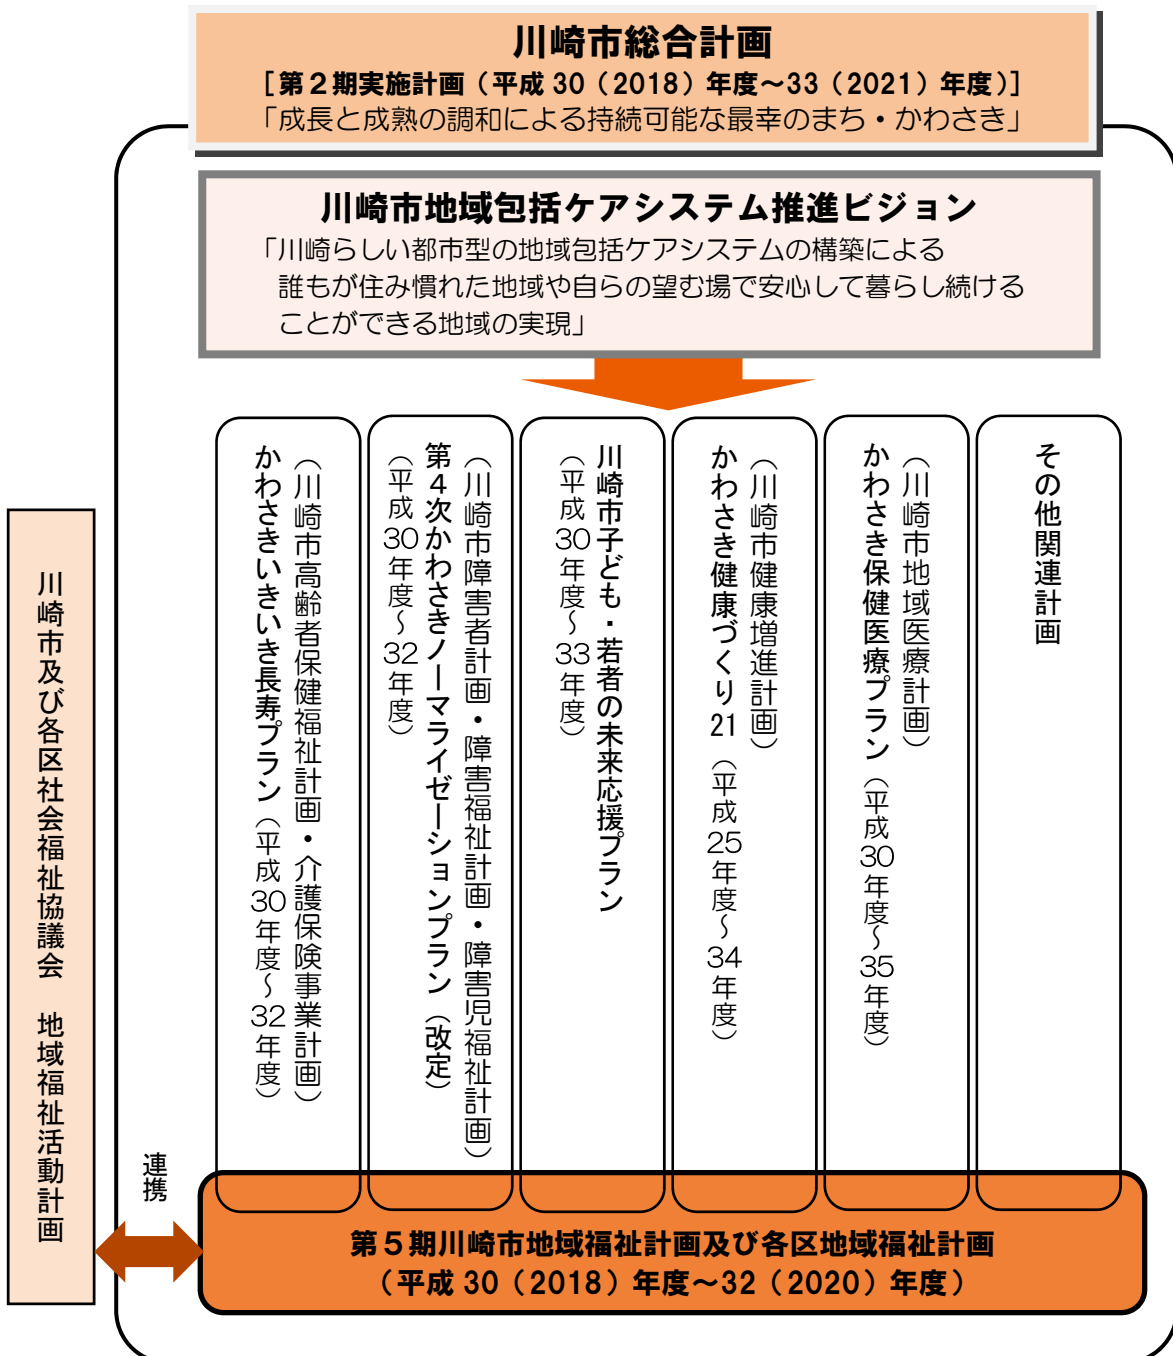 川崎市総合計画
［第２期実施計画（平成 30（2018）年度～33（2021）年度）］
「成長と成熟の調和による持続可能な最幸のまち・かわさき」
川崎市地域包括ケアシステム推進ビジョン
「川崎らしい都市型の地域包括ケアシステムの構築による
誰もが住み慣れた地域や自らの望む場で安心して暮らし続ける
ことができる地域の実現」
（川崎市高齢者保健福祉計画・介護保険事業計画）
かわさきいきいき長寿プラン（平成30年度～32年度）
（川崎市障害者計画・障害福祉計画・障害児福祉計画）
第４次かわさきノーマライゼーションプラン（改定）
（平成30年度～32年度）
川崎市子ども・若者の未来応援プラン
（平成30年度～33年度）
（川崎市健康増進計画）
かわさき健康づくり21（平成25年度～34年度）
（川崎市地域医療計画）
かわさき保健医療プラン（平成30年度～35年度）
その他関連計画
川崎市及び各区社会福祉協議会　地域福祉活動計画
連携
第５期川崎市地域福祉計画及び各区地域福祉計画
（平成 30（2018）年度～32（2020）年度）